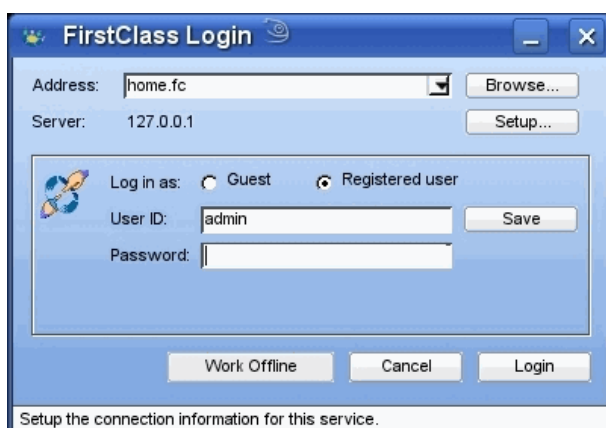 FirstClass Login
Address: home.fc Browse...
Server: 127.0.0.1 Setup...
Log in as: Guest Registered user
User ID: admin Save
Password:
Work Offline Cancel Login
Setup the connection information for this service.